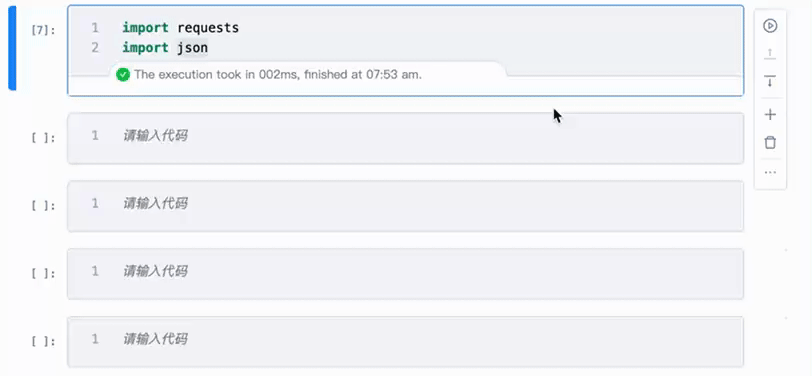 [7]:
1 import requests
2 import json
The execution took in 002ms, finished at 07:53 am.
[ ]: 1 请输入代码
[ ]: 1 请输入代码
[ ]: 1 请输入代码
[ ]: 1 请输入代码